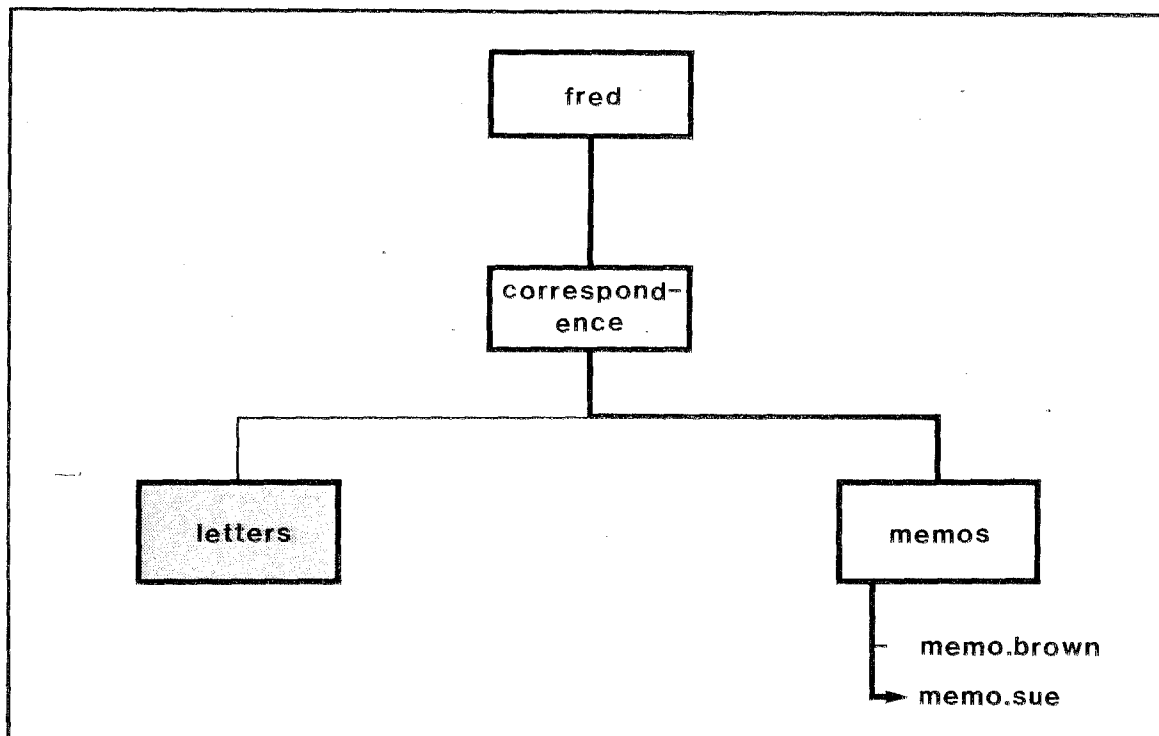 fred
correspond-
ence
letters
memos
memo.brown
memo.sue